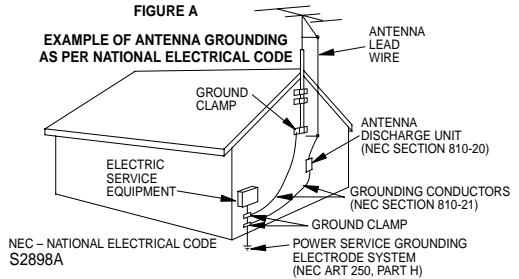 FIGURE A
EXAMPLE OF ANTENNA GROUNDING
AS PER NATIONAL ELECTRICAL CODE
ANTENNA
LEAD
WIRE
GROUND
CLAMP
ANTENNA
DISCHARGE UNIT
(NEC SECTION 810-20)
ELECTRIC
SERVICE
EQUIPMENT
GROUNDING CONDUCTORS
(NEC SECTION 810-21)
GROUND CLAMP
POWER SERVICE GROUNDING
ELECTRODE SYSTEM
(NEC ART 250, PART H)
NEC – NATIONAL ELECTRICAL CODE
S2898A